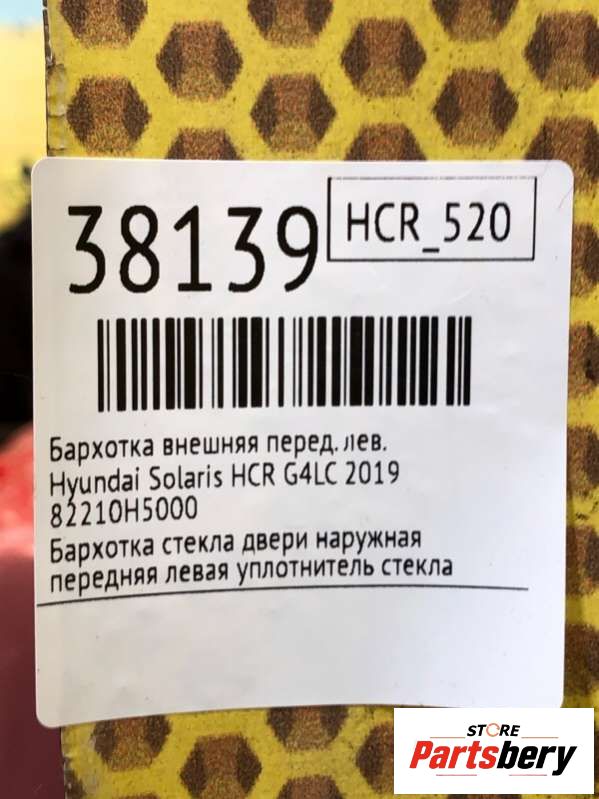 38139
HCR_520
Бархотка внешняя перед. лев.
Hyundai Solaris HCR G4LC 2019
82210H5000
Бархотка стекла двери наружная
передняя левая уплотнитель стекла
STORE
Partsbery